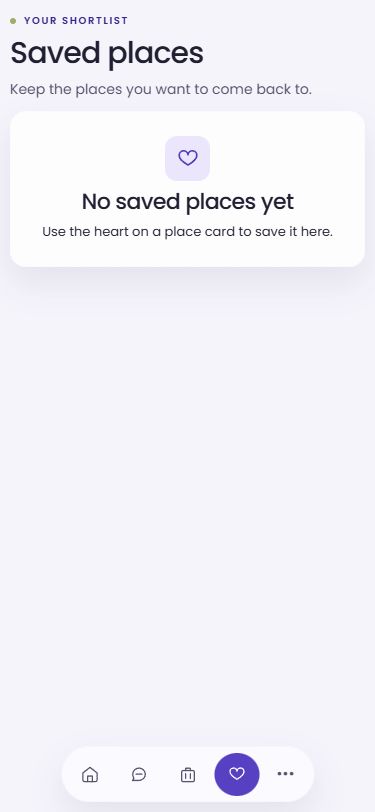 YOUR SHORTLIST
Saved places
Keep the places you want to come back to.
No saved places yet
Use the heart on a place card to save it here.